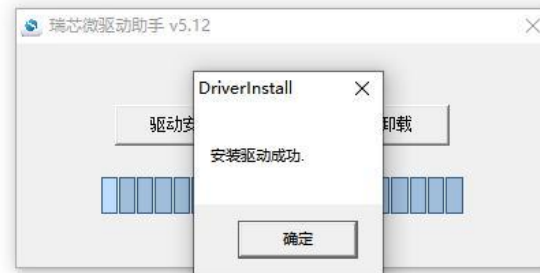 瑞芯微驱动助手 v5.12
DriverInstall
驱动安
卸载
安装驱动成功.
确定